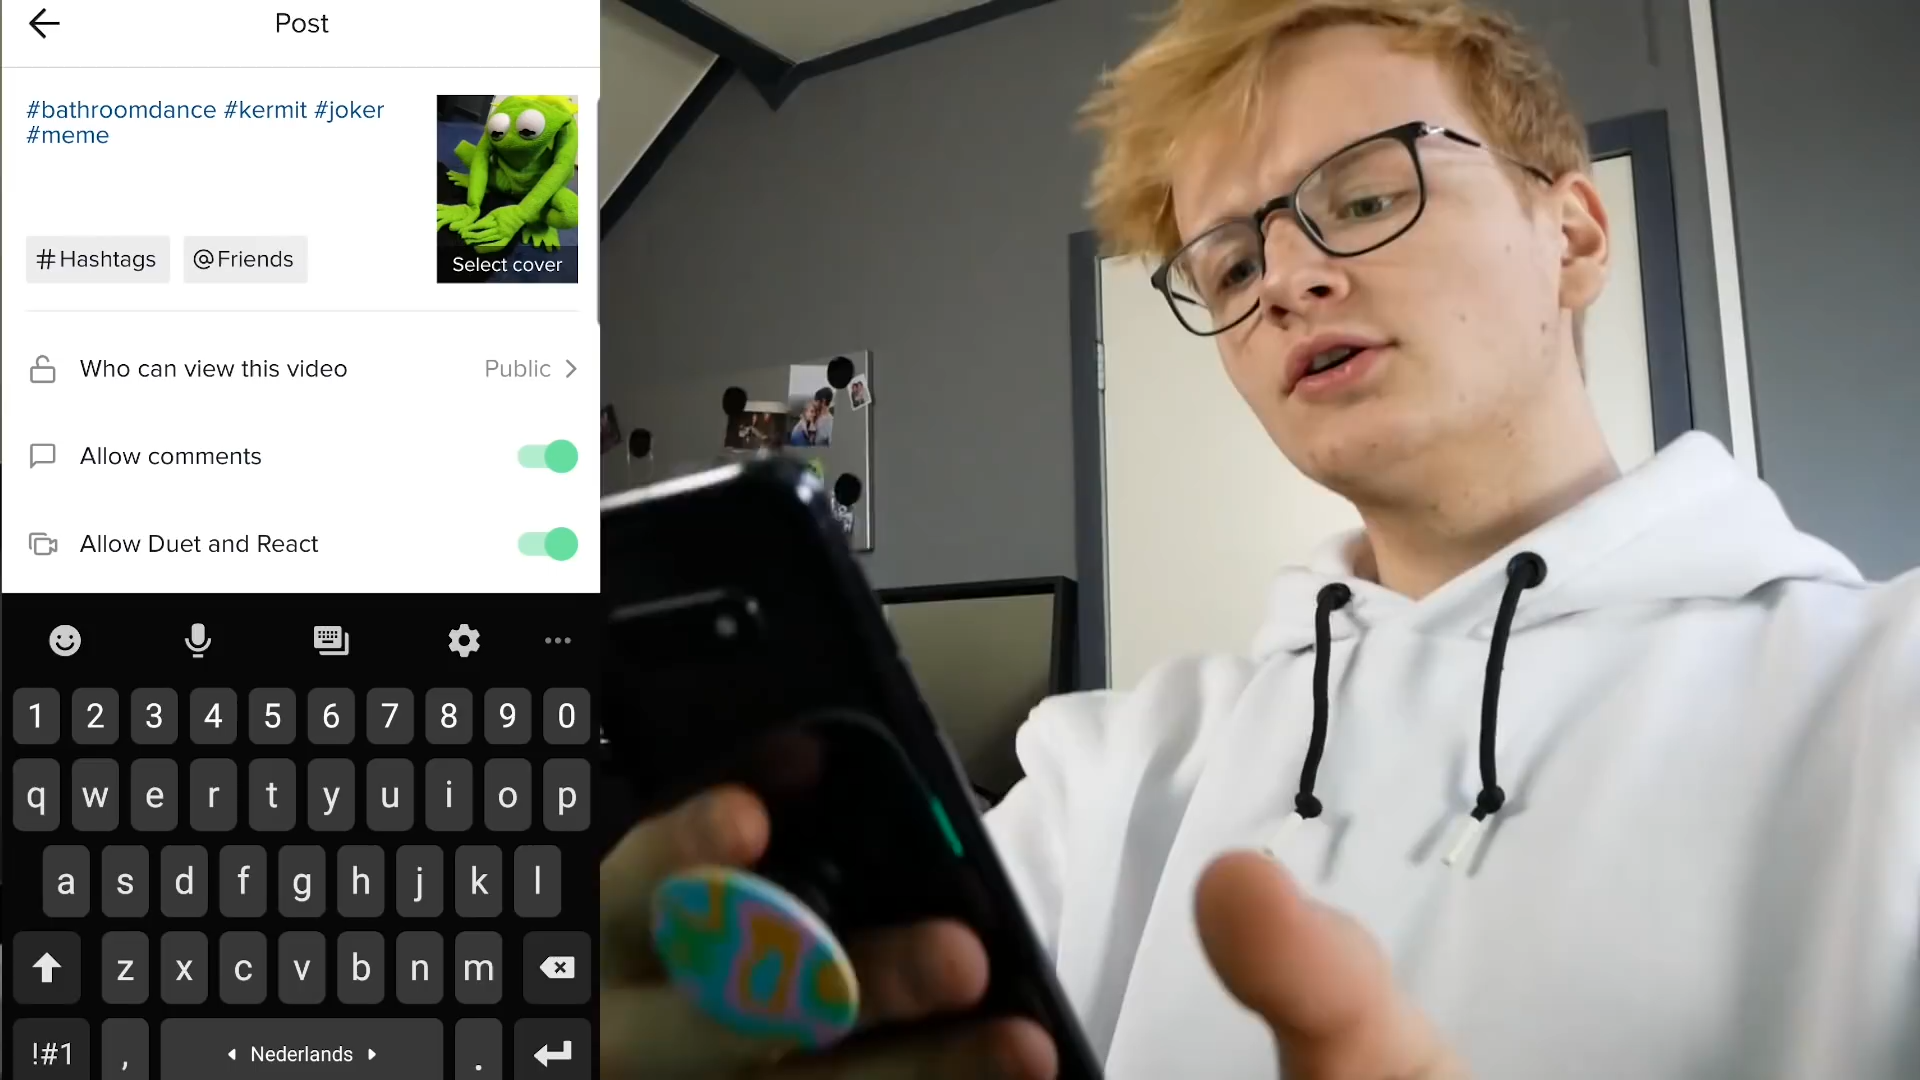 Post
#bathroomdance #kermit #joker
#meme
Select cover
#Hashtags @Friends
Who can view this video Public
Allow comments
Allow Duet and React
1 2 3 4 5 6 7 8 9 0
q w e r t y u i o p
a s d f g h j k l
z x c v b n m
!#1 , Nederlands .